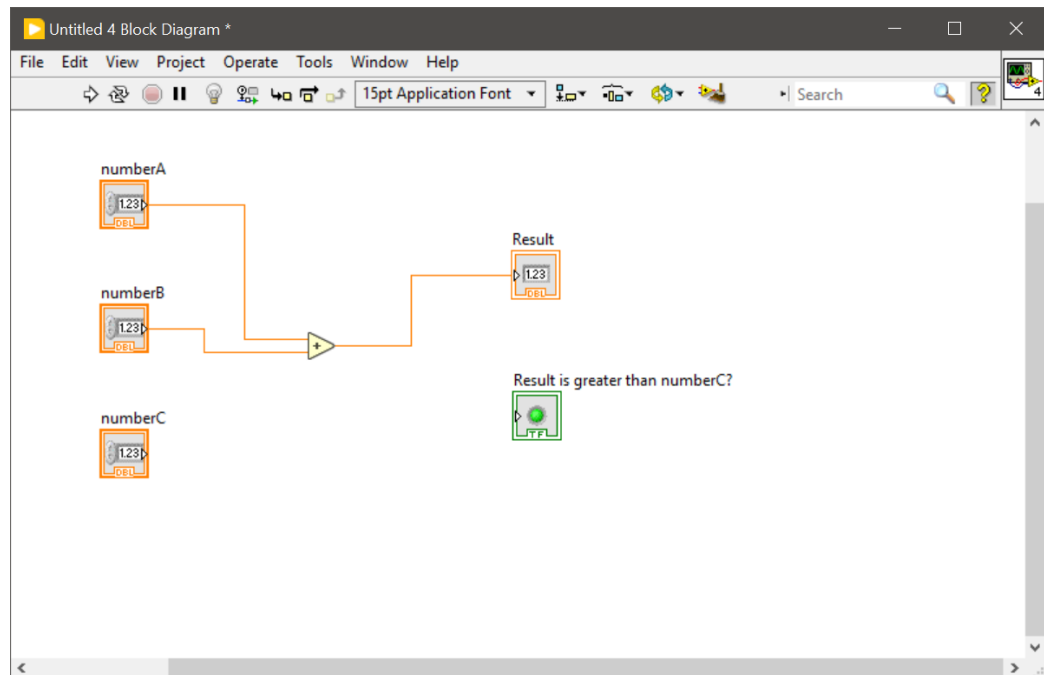 Untitled 4 Block Diagram *
File Edit View Project Operate Tools Window Help
15pt Application Font Search ? 4
numberA
1.23
DBL
Result
1.23
DBL
numberB
1.23
DBL
+
Result is greater than numberC?
TF
numberC
1.23
DBL